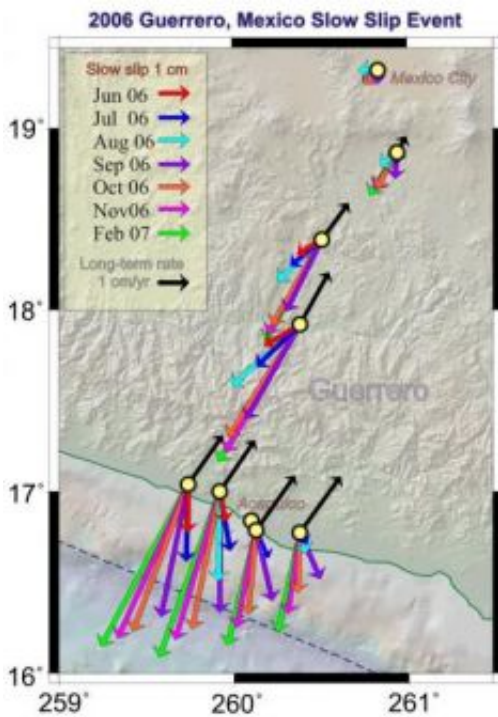 2006 Guerrero, Mexico Slow Slip Event
Slow slip 1 cm
Jun 06
Jul 06
Aug 06
Sep 06
Oct 06
Nov06
Feb 07
Long-term rate
1 cm/yr
Mexico City
Guerrero
Acapulco
19°
18°
17°
16°
259° 260° 261°